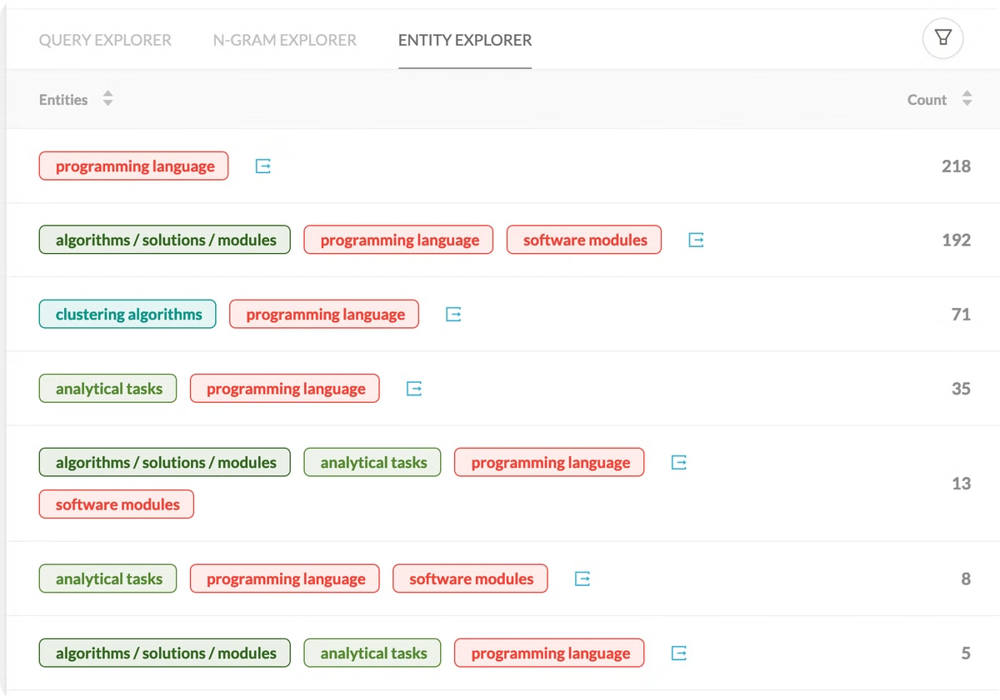 QUERY EXPLORER N-GRAM EXPLORER ENTITY EXPLORER
Entities Count
programming language 218
algorithms / solutions / modules programming language software modules 192
clustering algorithms programming language 71
analytical tasks programming language 35
algorithms / solutions / modules analytical tasks programming language
software modules 13
analytical tasks programming language software modules 8
algorithms / solutions / modules analytical tasks programming language 5